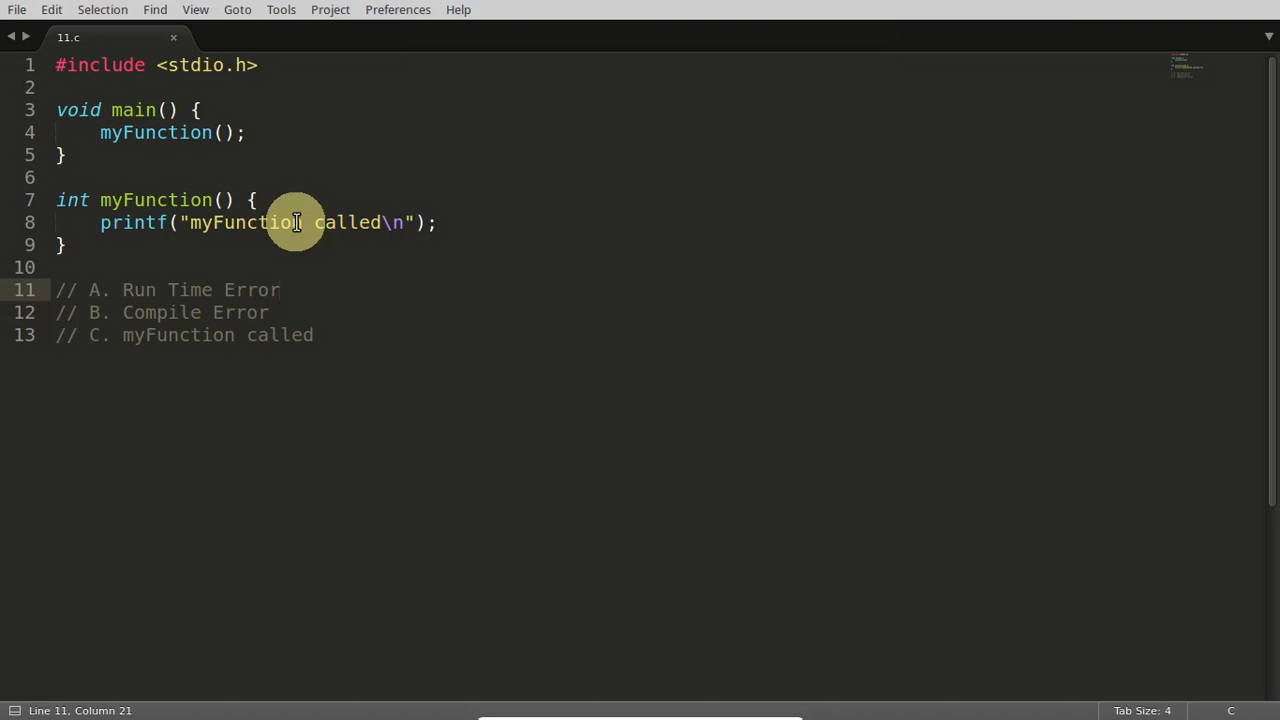 File Edit Selection Find View Goto Tools Project Preferences Help
11.c ×
1 #include <stdio.h>
2
3 void main() {
4     myFunction();
5 }
6
7 int myFunction() {
8     printf("myFunction called\n");
9 }
10
11 // A. Run Time Error
12 // B. Compile Error
13 // C. myFunction called
Line 11, Column 21 Tab Size: 4 C